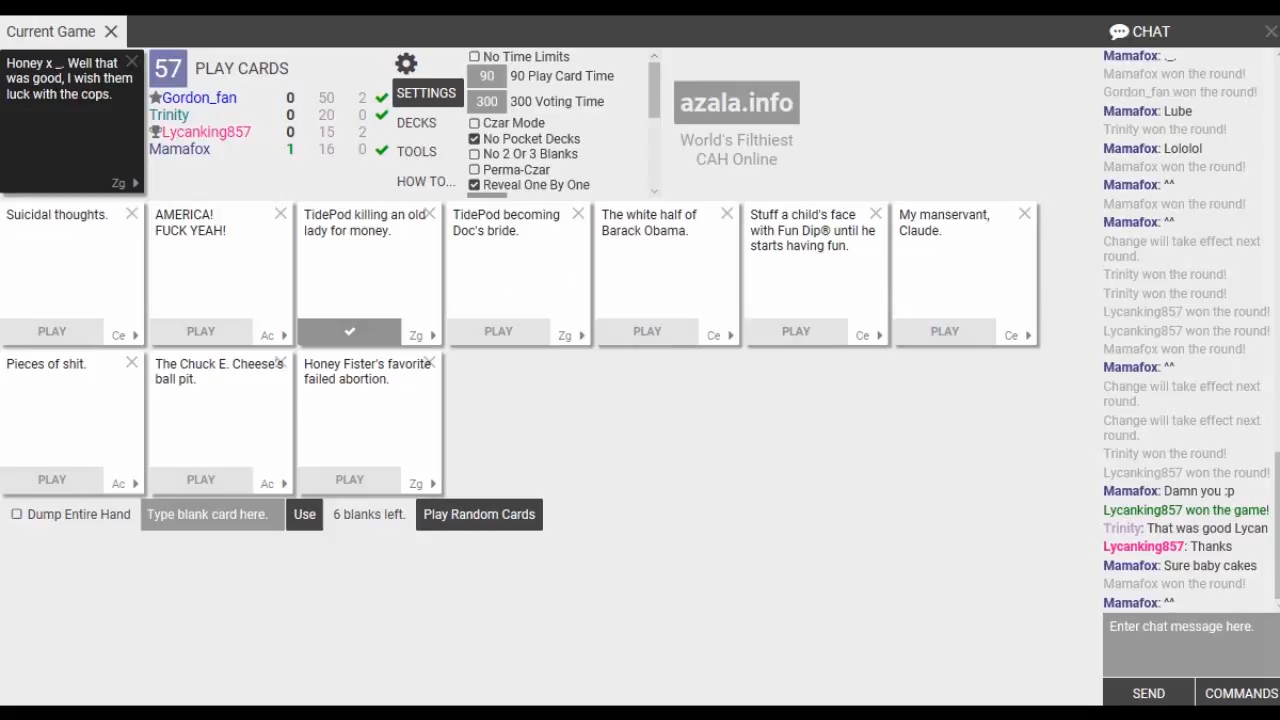 Current Game
CHAT
Honey x _. Well that
was good, I wish them
luck with the cops.
Zg
57 PLAY CARDS
Gordon_fan 0 50 2
Trinity 0 20 0
Lycanking857 0 15 2
Mamafox 1 16 0
SETTINGS
DECKS
TOOLS
HOW TO...
No Time Limits
90 90 Play Card Time
300 300 Voting Time
Czar Mode
No Pocket Decks
No 2 Or 3 Blanks
Perma-Czar
Reveal One By One
azala.info
World's Filthiest
CAH Online
Suicidal thoughts.
PLAY Ce
AMERICA!
FUCK YEAH!
PLAY Ac
TidePod killing an old
lady for money.
Zg
TidePod becoming
Doc's bride.
PLAY Zg
The white half of
Barack Obama.
PLAY Ce
Stuff a child's face
with Fun Dip® until he
starts having fun.
PLAY Ce
My manservant,
Claude.
PLAY Ce
Pieces of shit.
PLAY Ac
The Chuck E. Cheese's
ball pit.
PLAY Ac
Honey Fister's favorite
failed abortion.
PLAY Zg
Dump Entire Hand
Type blank card here.
Use
6 blanks left.
Play Random Cards
Mamafox: ._.
Mamafox won the round!
Gordon_fan won the round!
Mamafox: Lube
Trinity won the round!
Mamafox: Lololol
Mamafox won the round!
Mamafox: ^^
Mamafox won the round!
Mamafox: ^^
Change will take effect next
round.
Trinity won the round!
Trinity won the round!
Lycanking857 won the round!
Lycanking857 won the round!
Mamafox won the round!
Mamafox: ^^
Change will take effect next
round.
Change will take effect next
round.
Trinity won the round!
Lycanking857 won the round!
Mamafox: Damn you :p
Lycanking857 won the game!
Trinity: That was good Lycan
Lycanking857: Thanks
Mamafox: Sure baby cakes
Mamafox won the round!
Mamafox: ^^
Enter chat message here.
SEND
COMMANDS